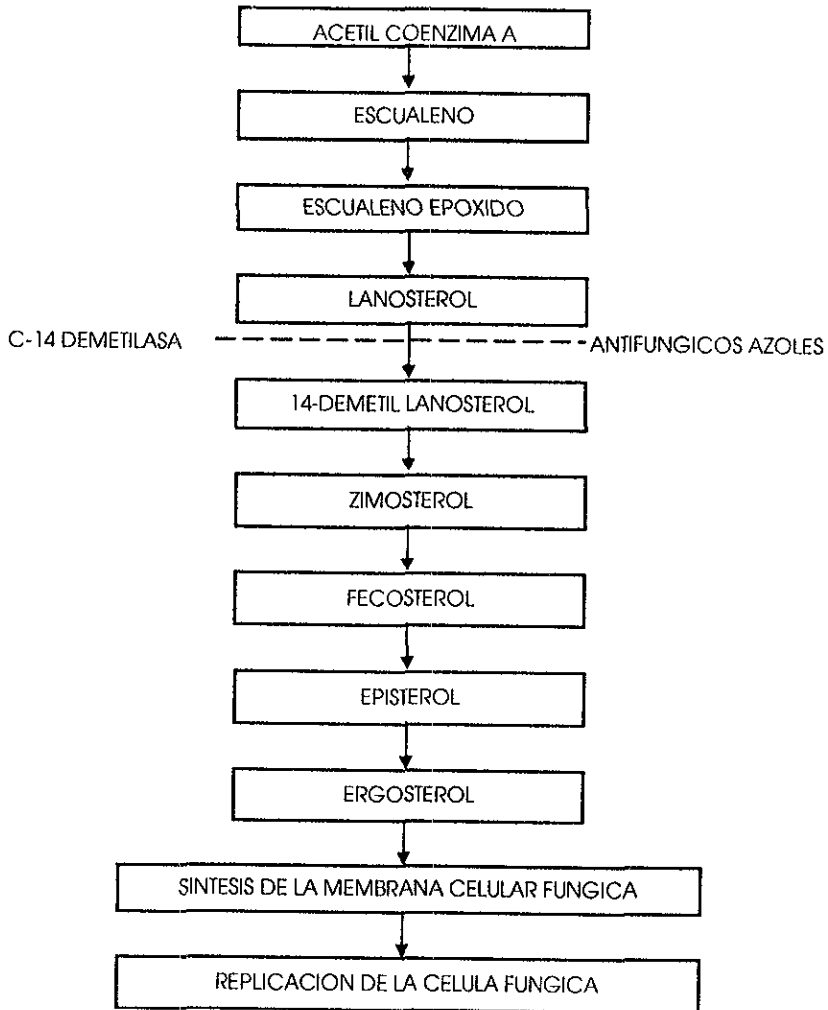 ACETIL COENZIMA A
ESCUALENO
ESCUALENO EPOXIDO
LANOSTEROL
C-14 DEMETILASA
ANTIFUNGICOS AZOLES
14-DEMETIL LANOSTEROL
ZIMOSTEROL
FECOSTEROL
EPISTEROL
ERGOSTEROL
SINTESIS DE LA MEMBRANA CELULAR FUNGICA
REPLICACION DE LA CELULA FUNGICA